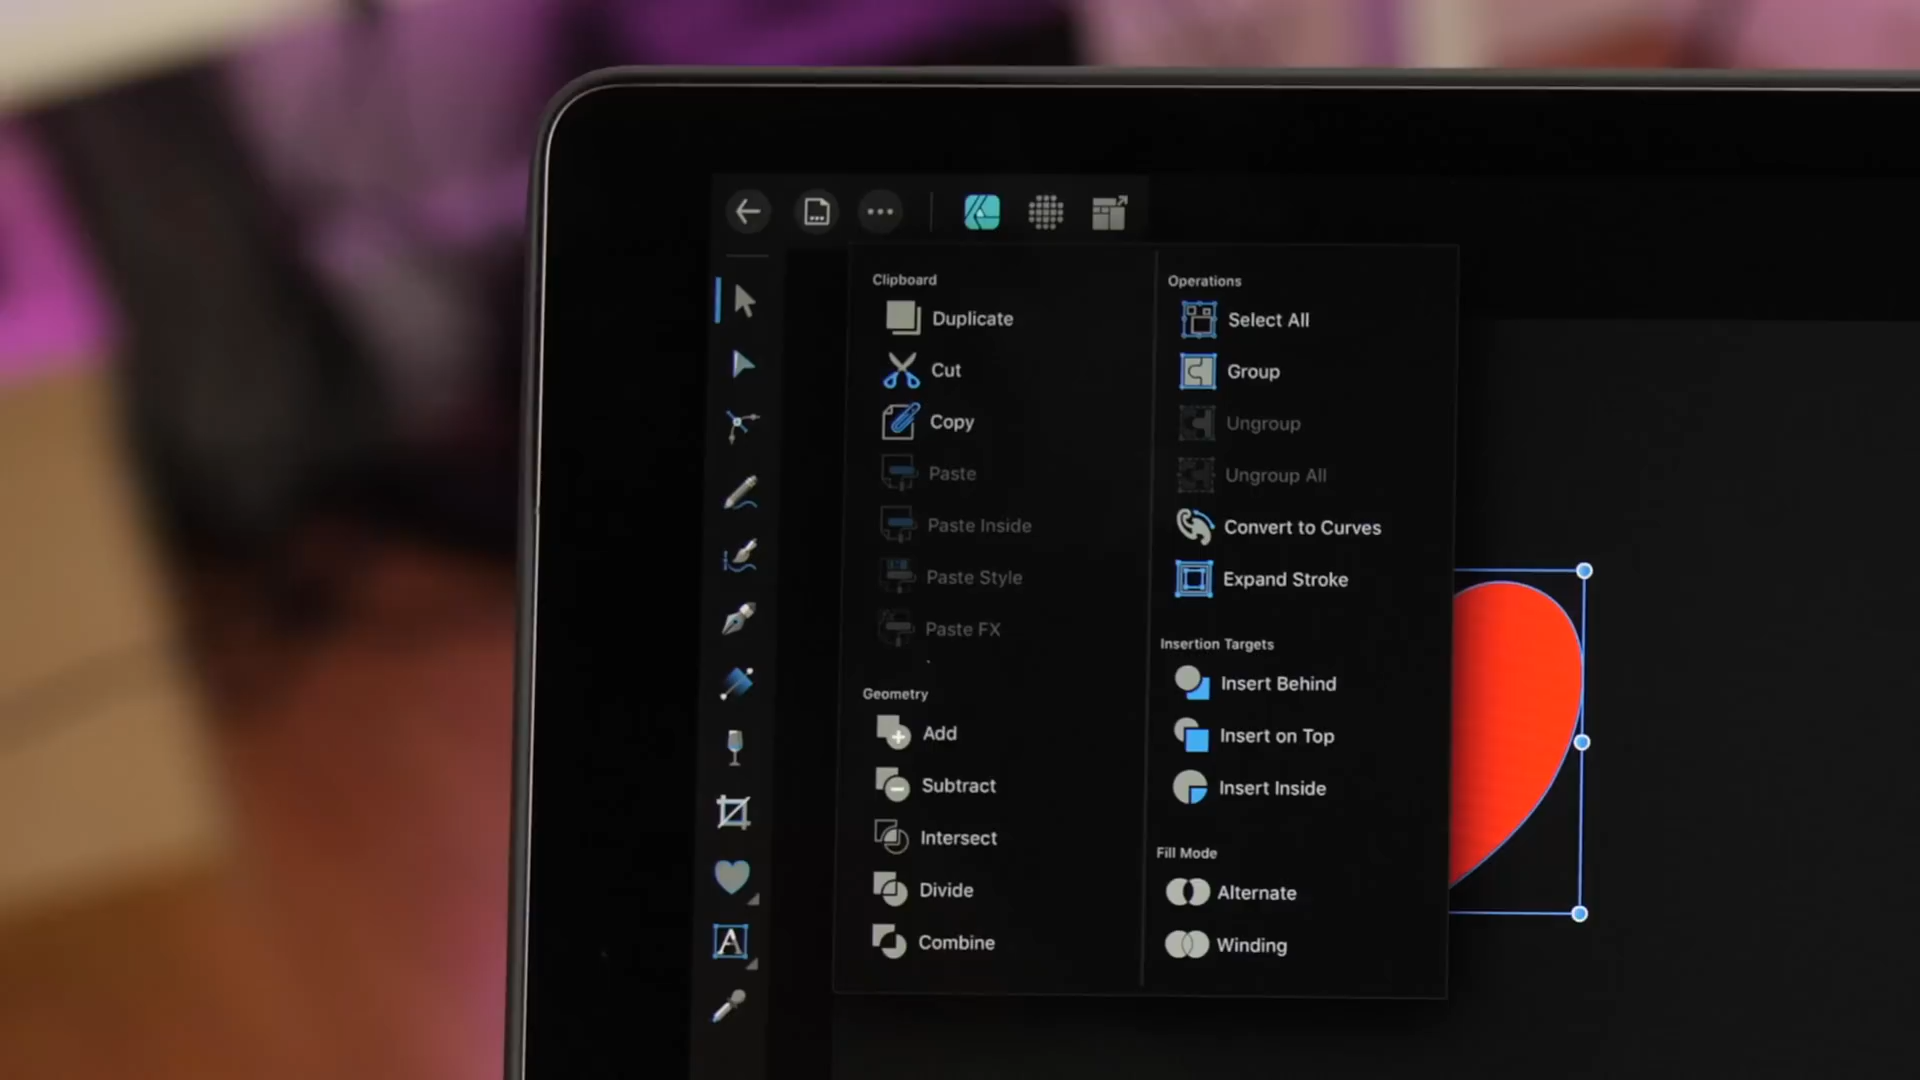 Clipboard
Duplicate
Cut
Copy
Paste
Paste Inside
Paste Style
Paste FX
Geometry
Add
Subtract
Intersect
Divide
Combine
Operations
Select All
Group
Ungroup
Ungroup All
Convert to Curves
Expand Stroke
Insertion Targets
Insert Behind
Insert on Top
Insert Inside
Fill Mode
Alternate
Winding
A